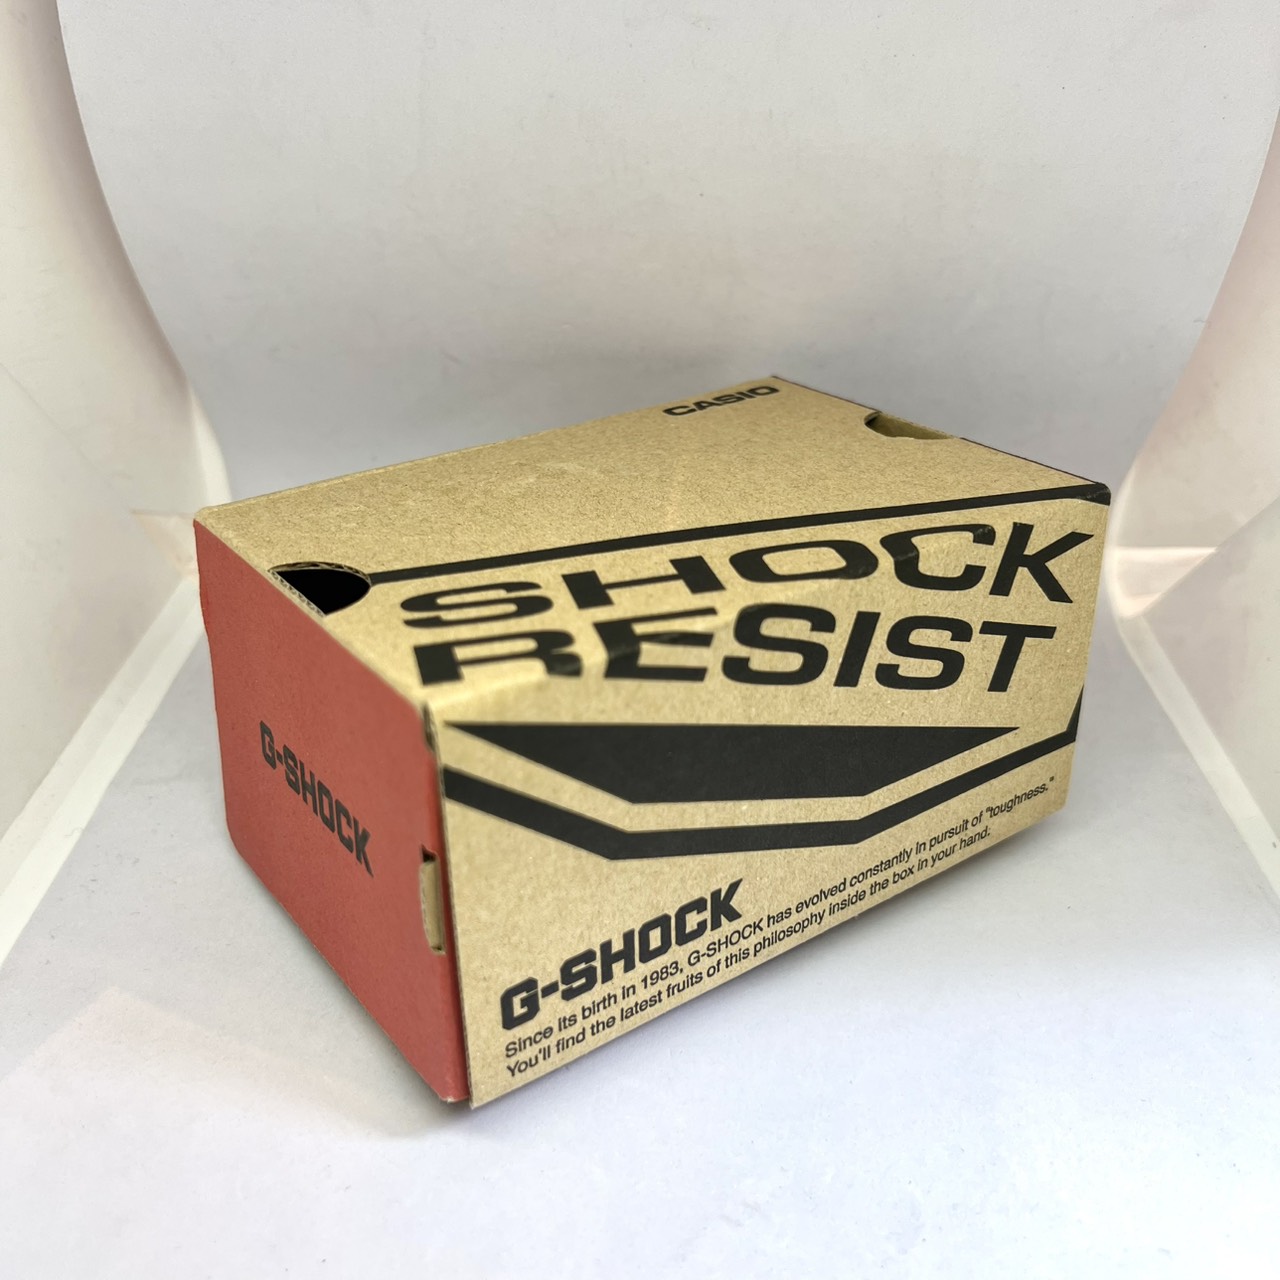 CASIO
SHOCK
RESIST
G-SHOCK
G-SHOCK
Since its birth in 1983, G-SHOCK has evolved constantly in pursuit of "toughness."
You'll find the latest fruits of this philosophy inside the box in your hand.